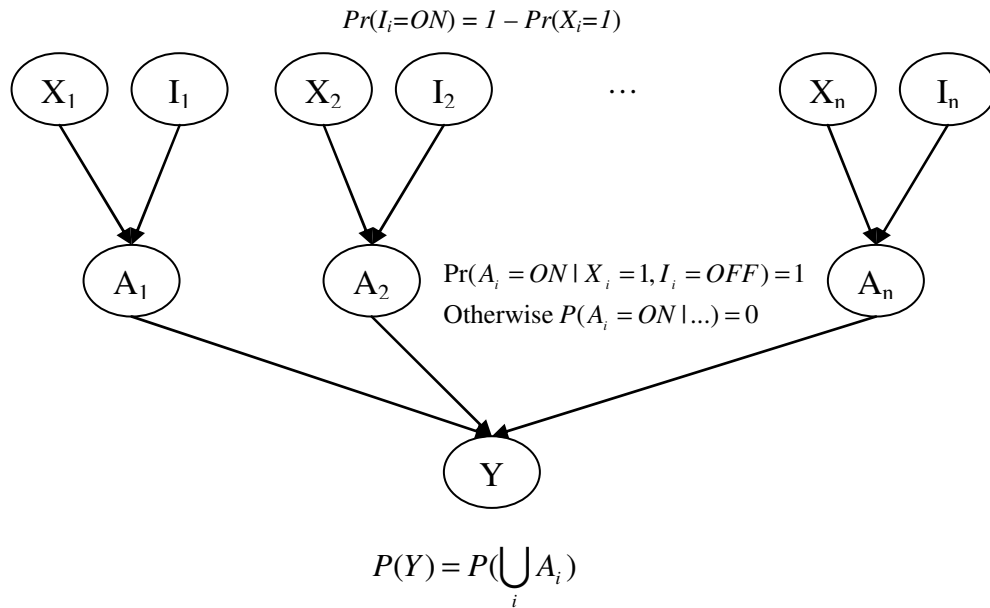 Pr(I_i=ON) = 1 – Pr(X_i=1)
X_1 I_1 X_2 I_2 … X_n I_n
A_1 A_2 Pr(A_i = ON | X_i = 1, I_i = OFF) = 1 A_n
Otherwise P(A_i = ON | ...) = 0
Y
P(Y) = P(⋃_i A_i)